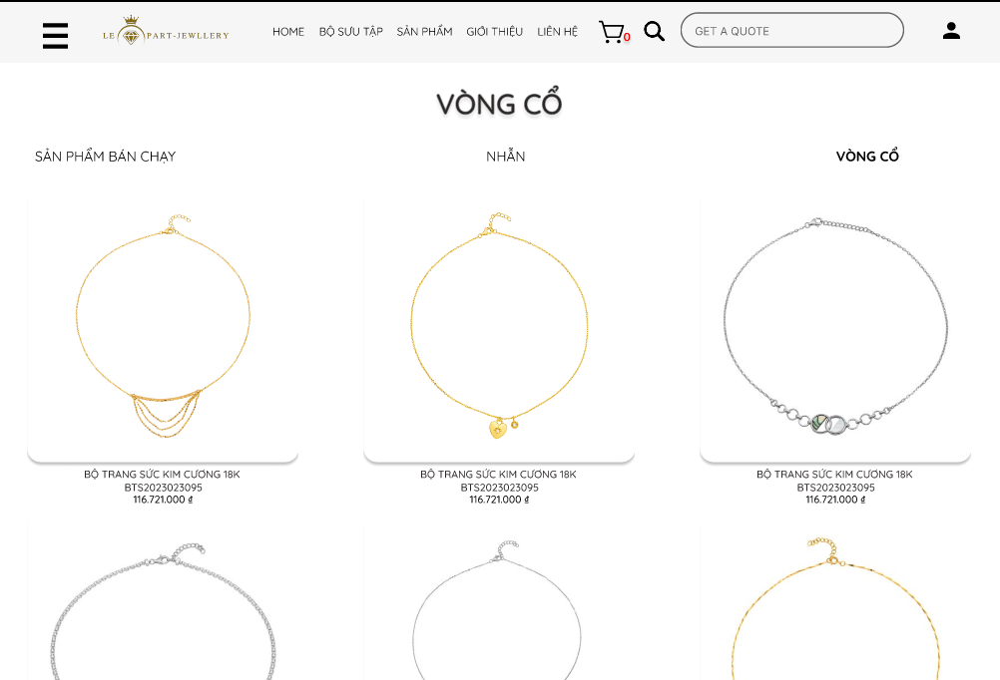 LE PART-JEWLLERY
HOME BỘ SƯU TẬP SẢN PHẨM GIỚI THIỆU LIÊN HỆ
0
GET A QUOTE
VÒNG CỔ
SẢN PHẨM BÁN CHẠY NHẪN VÒNG CỔ
BỘ TRANG SỨC KIM CƯƠNG 18K
BTS2023023095
116.721.000 ₫
BỘ TRANG SỨC KIM CƯƠNG 18K
BTS2023023095
116.721.000 ₫
BỘ TRANG SỨC KIM CƯƠNG 18K
BTS2023023095
116.721.000 ₫